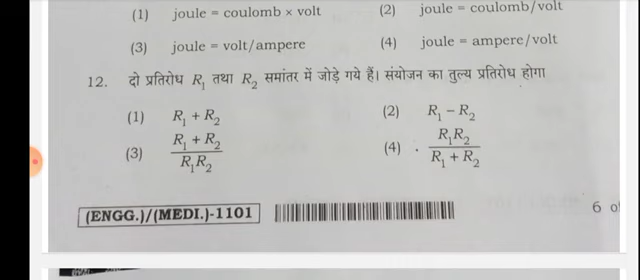 (1) joule = coulomb × volt (2) joule = coulomb/volt
(3) joule = volt/ampere (4) joule = ampere/volt
12. दो प्रतिरोध R₁ तथा R₂ समांतर में जोड़े गये हैं। संयोजन का तुल्य प्रतिरोध होगा
(1) R₁ + R₂ (2) R₁ − R₂
(3) (R₁ + R₂)/(R₁R₂) (4) (R₁R₂)/(R₁ + R₂)
(ENGG.)/(MEDI.)-1101 6